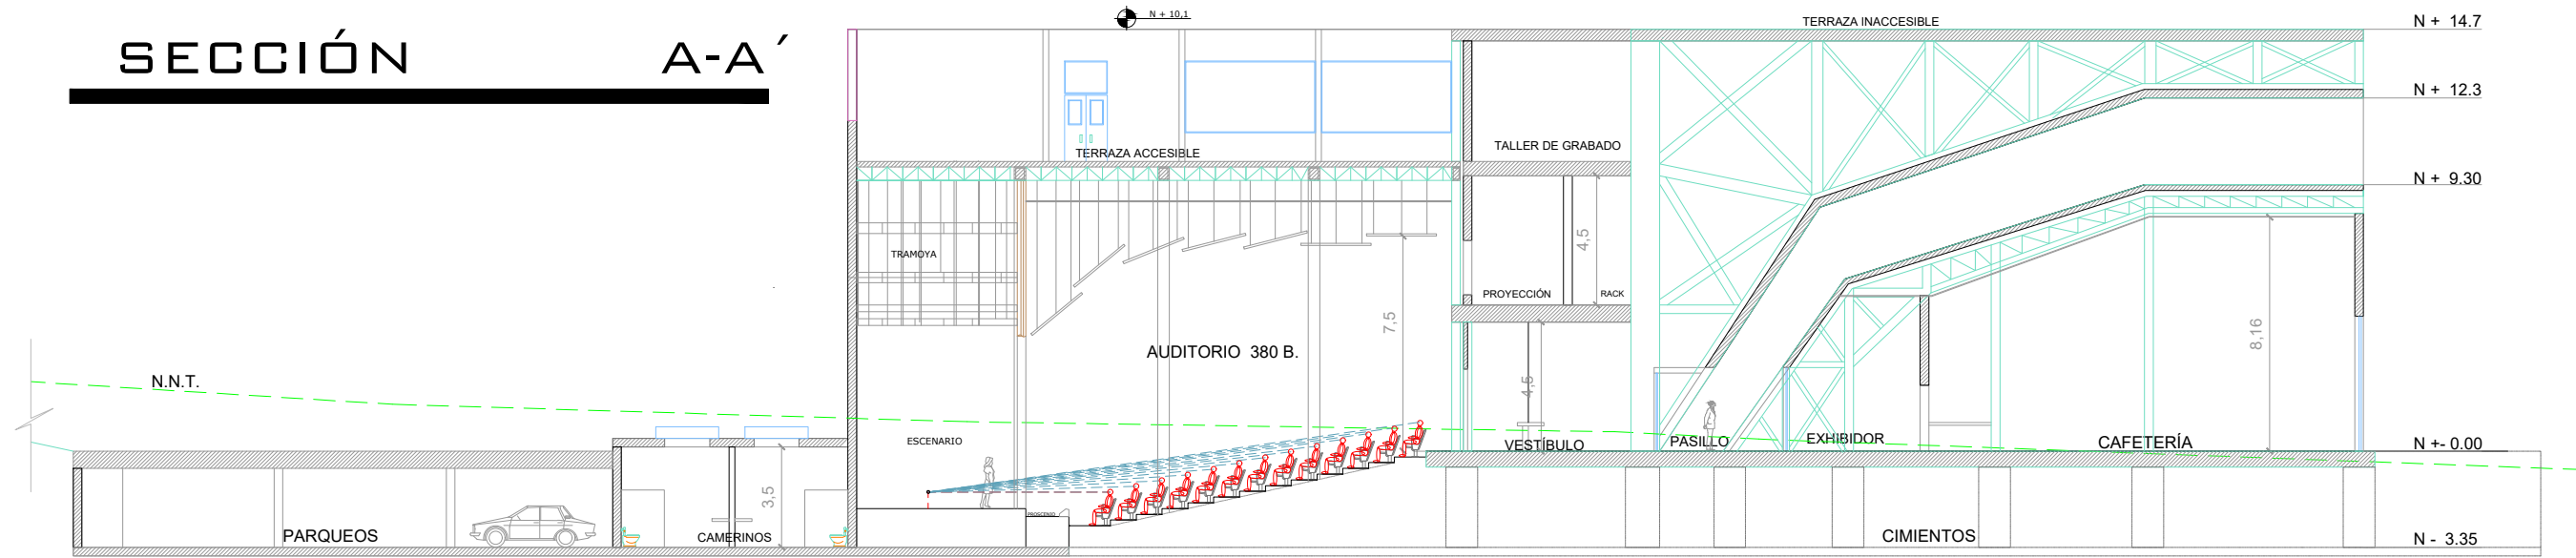 SECCIÓN A-A´
N + 10,1
TERRAZA INACCESIBLE
N + 14.7
N + 12.3
TERRAZA ACCESIBLE
TALLER DE GRABADO
N + 9.30
TRAMOYA
4,5
PROYECCIÓN
RACK
7,5
8,16
AUDITORIO 380 B.
N.N.T.
4,5
ESCENARIO
VESTÍBULO
PASILLO
EXHIBIDOR
CAFETERÍA
N +- 0.00
3,5
PROSCENIO
PARQUEOS
CAMERINOS
CIMIENTOS
N - 3.35